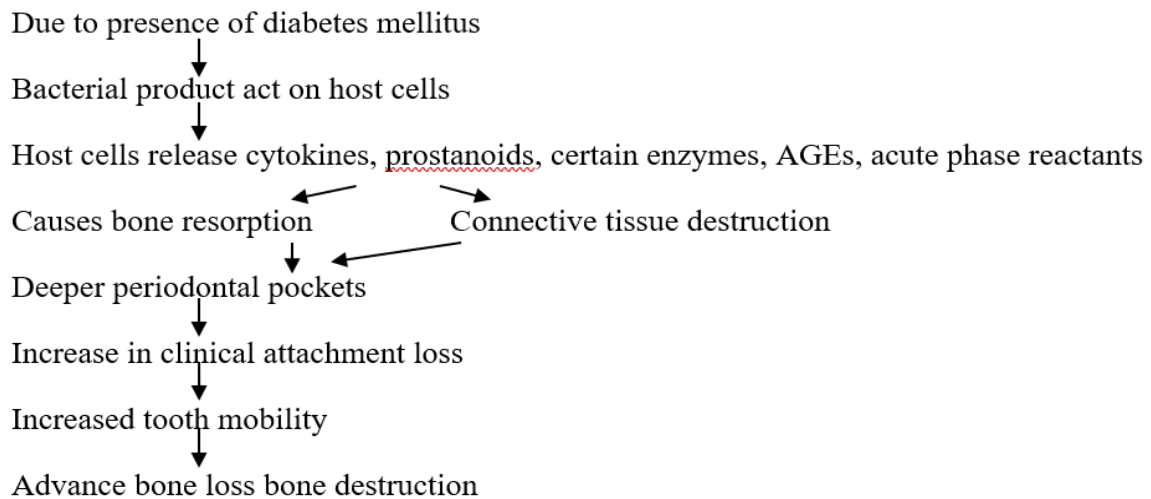 Due to presence of diabetes mellitus
Bacterial product act on host cells
Host cells release cytokines, prostanoids, certain enzymes, AGEs, acute phase reactants
Causes bone resorption
Connective tissue destruction
Deeper periodontal pockets
Increase in clinical attachment loss
Increased tooth mobility
Advance bone loss bone destruction